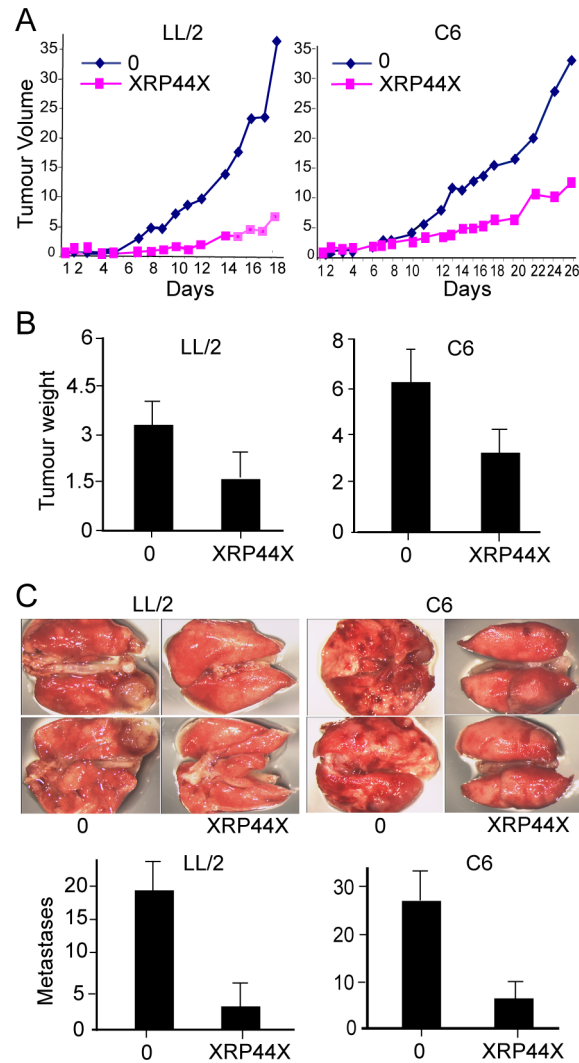 A
LL/2
C6
0
XRP44X
0
XRP44X
Tumour Volume
35
30
25
20
15
10
5
0
35
30
25
20
15
10
5
0
1 2 4 6 8 10 12 14 16 18
1 2 4 6 8 10 12 14 16 18 20 22 24 26
Days
Days
B
LL/2
C6
Tumour weight
6
4.5
3
1.5
0
8
6
4
2
0
0
XRP44X
0
XRP44X
C
LL/2
C6
0
XRP44X
0
XRP44X
LL/2
C6
Metastases
20
15
5
0
30
20
10
0
0
XRP44X
0
XRP44X